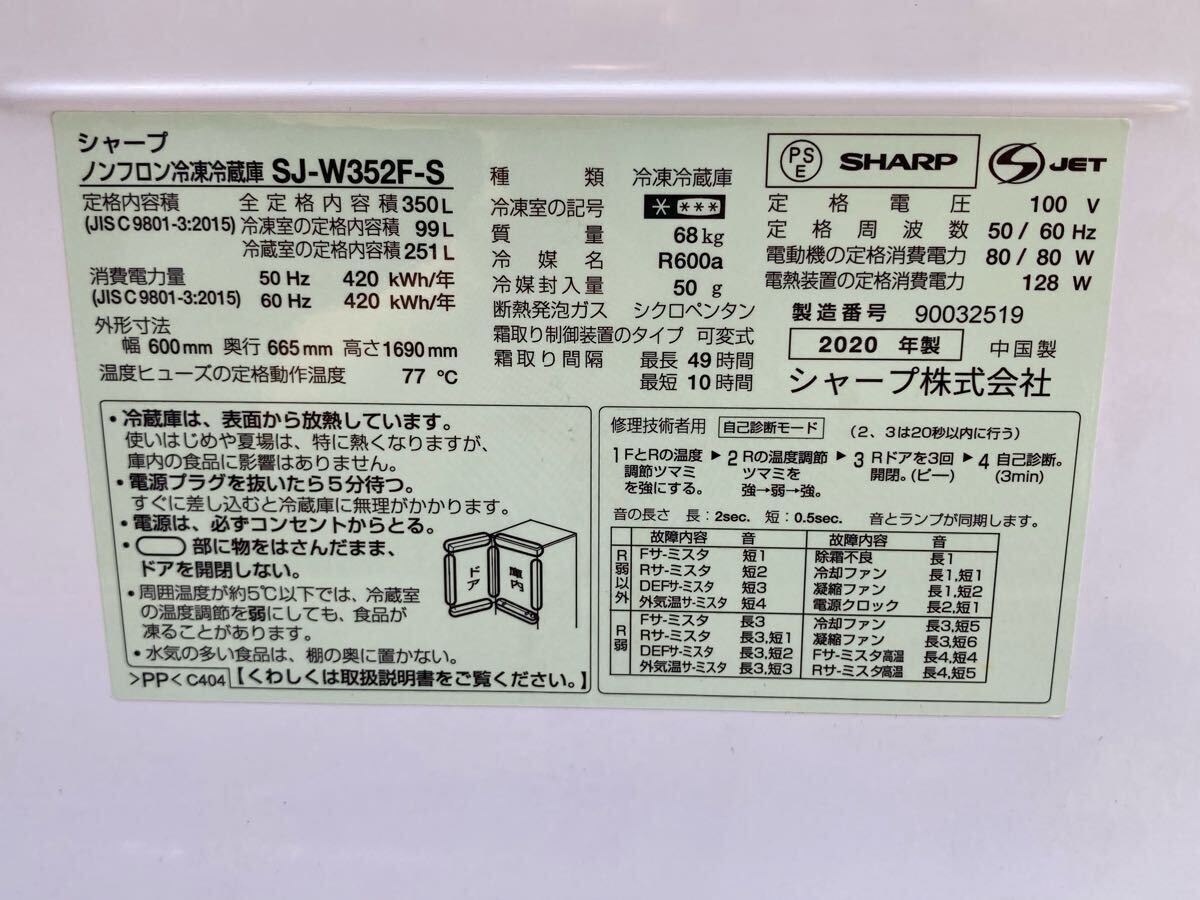 シャープ
ノンフロン冷凍冷蔵庫 SJ-W352F-S
定格内容積 全定格内容積 350L
(JIS C 9801-3:2015) 冷凍室の定格内容積 99L
冷蔵室の定格内容積 251L
消費電力量 50 Hz 420 kWh/年
(JIS C 9801-3:2015) 60 Hz 420 kWh/年
外形寸法
幅 600mm 奥行 665mm 高さ 1690mm
温度ヒューズの定格動作温度 77 ℃
種類 冷凍冷蔵庫
冷凍室の記号 * ***
質量 68kg
冷媒名 R600a
冷媒封入量 50 g
断熱発泡ガス シクロペンタン
霜取り制御装置のタイプ 可変式
霜取り間隔 最長 49時間
最短 10時間
PSE SHARP JET
定格電圧 100 V
定格周波数 50/60 Hz
電動機の定格消費電力 80/80 W
電熱装置の定格消費電力 128 W
製造番号 90032519
2020 年製 中国製
シャープ株式会社
・冷蔵庫は、表面から放熱しています。
使いはじめや夏場は、特に熱くなりますが、
庫内の食品に影響はありません。
・電源プラグを抜いたら5分待つ。
すぐに差し込むと冷蔵庫に無理がかかります。
・電源は、必ずコンセントからとる。
・ 部に物をはさんだまま、
ドアを開閉しない。
・周囲温度が約5℃以下では、冷蔵室
の温度調節を弱にしても、食品が
凍ることがあります。
・水気の多い食品は、棚の奥に置かない。
ドア 庫内
>PP< C404 【くわしくは取扱説明書をご覧ください。】
修理技術者用 自己診断モード (2、3は20秒以内に行う)
1 FとRの温度調節ツマミを強にする。 ▶ 2 Rの温度調節ツマミを強→弱→強。 ▶ 3 Rドアを3回開閉。(ピー) ▶ 4 自己診断。(3min)
音の長さ 長:2sec. 短:0.5sec. 音とランプが同期します。
故障内容 音 故障内容 音
R弱以外 Fサーミスタ 短1 除霜不良 長1
Rサーミスタ 短2 冷却ファン 長1,短1
DEFサーミスタ 短3 凝縮ファン 長1,短2
外気温サーミスタ 短4 電源クロック 長2,短1
R弱 Fサーミスタ 長3 冷却ファン 長3,短5
Rサーミスタ 長3,短1 凝縮ファン 長3,短6
DEFサーミスタ 長3,短2 Fサーミスタ高温 長4,短4
外気温サーミスタ 長3,短3 Rサーミスタ高温 長4,短5